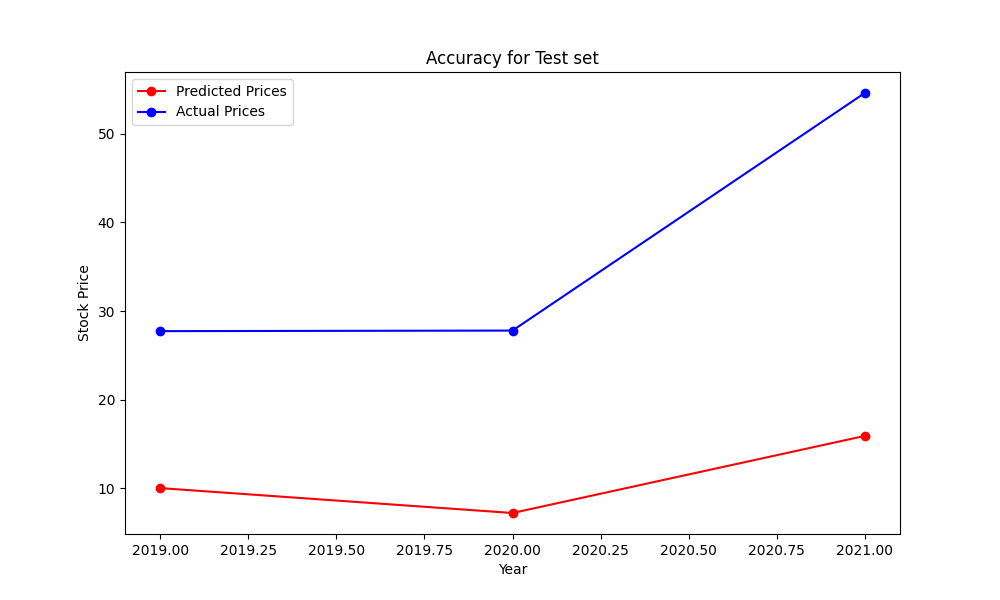 Accuracy for Test set
Predicted Prices
Actual Prices
Stock Price
50
40
30
20
10
2019.00 2019.25 2019.50 2019.75 2020.00 2020.25 2020.50 2020.75 2021.00
Year